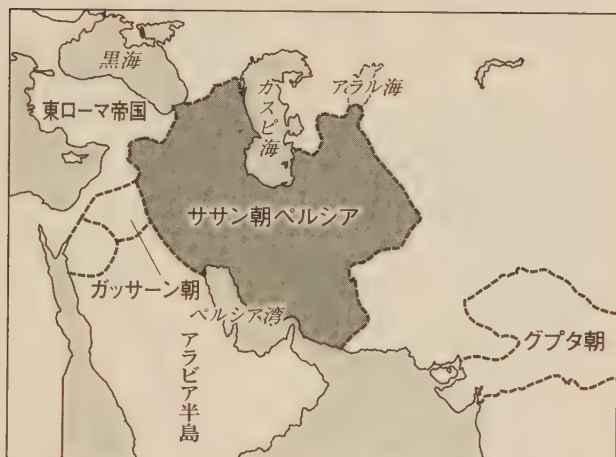 黒海
東ローマ帝国
カスピ海
アラル海
ササン朝ペルシア
ガッサーン朝
ペルシア湾
アラビア半島
グプタ朝